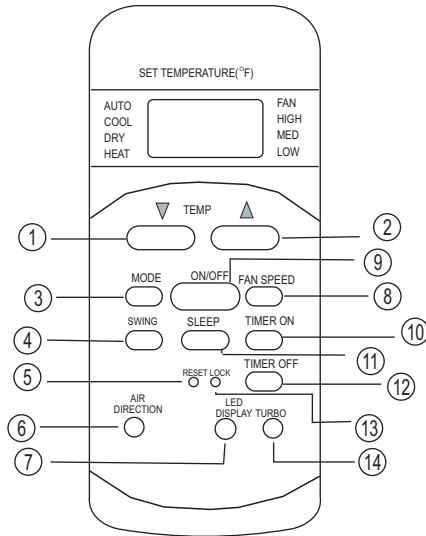 SET TEMPERATURE(°F)
AUTO
COOL
DRY
HEAT
FAN
HIGH
MED
LOW
TEMP
1
2
9
MODE
ON/OFF
FAN SPEED
3
8
SWING
SLEEP
TIMER ON
4
10
11
5
RESET LOCK
TIMER OFF
12
AIR
DIRECTION
LED
DISPLAY TURBO
6
13
7
14